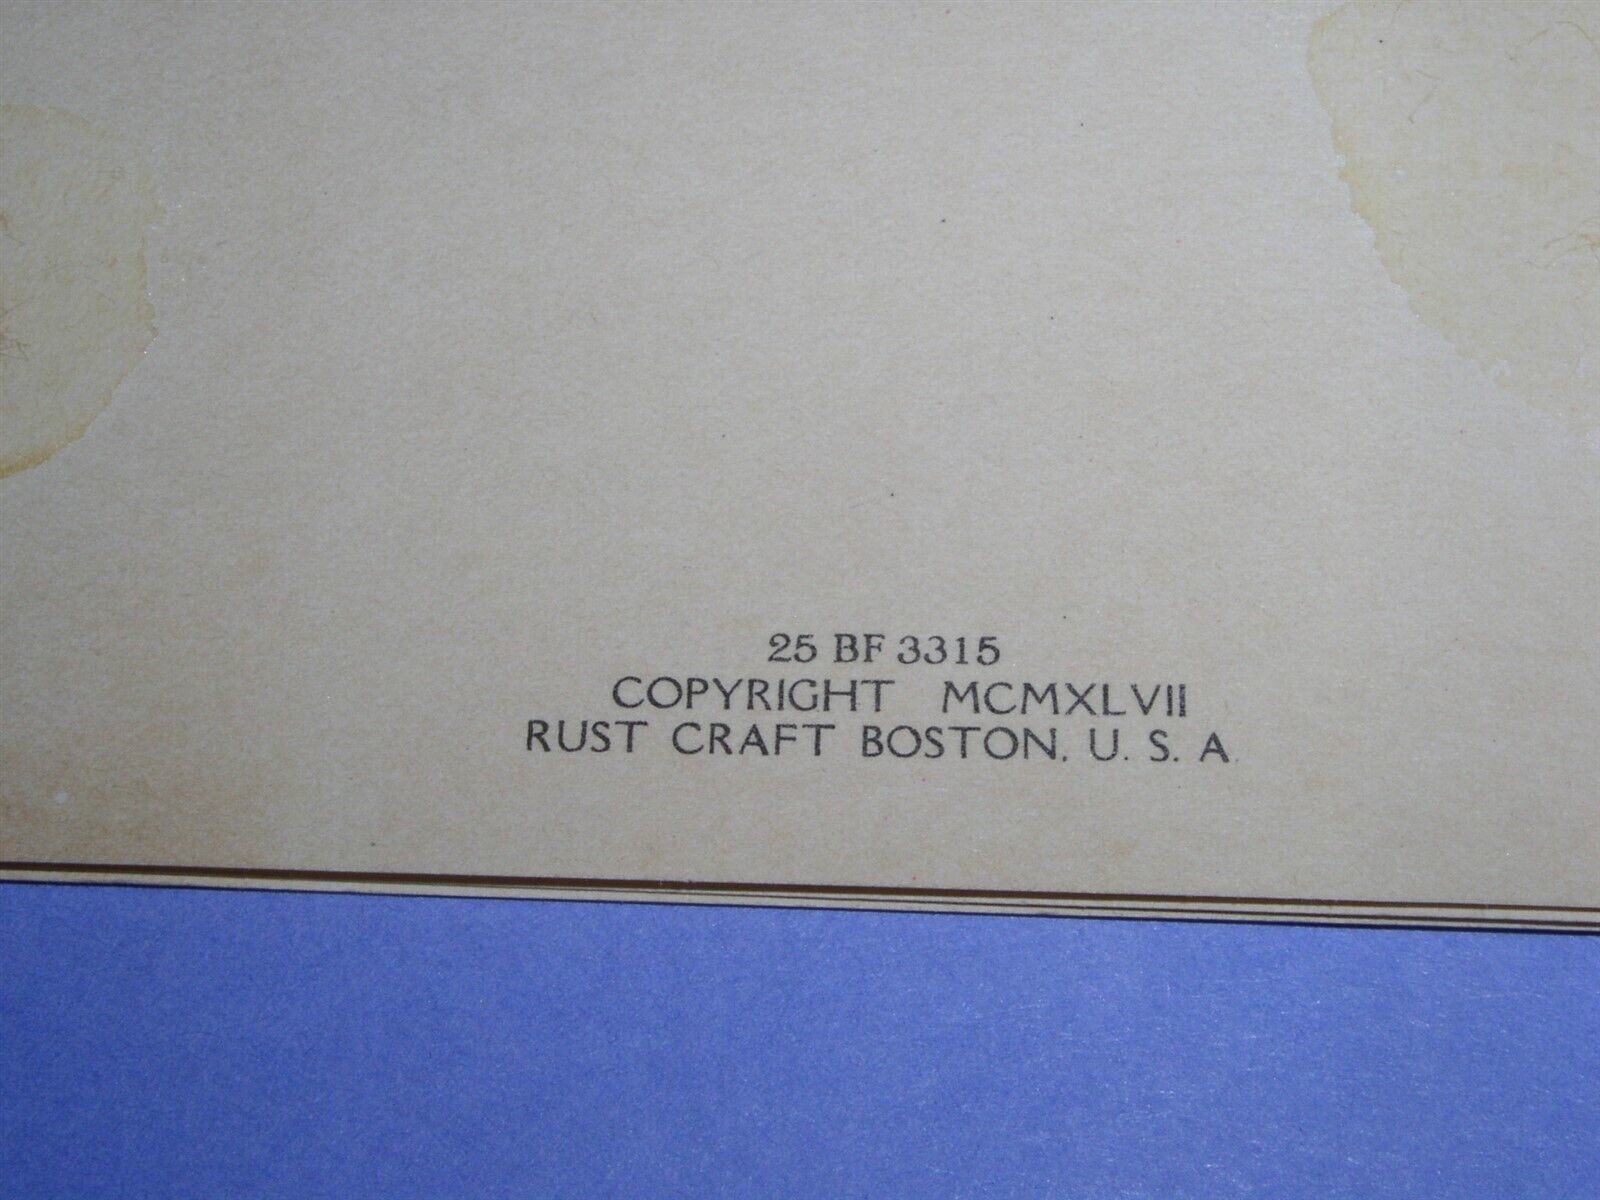 25 BF 3315
COPYRIGHT MCMXLVII
RUST CRAFT BOSTON. U. S. A.